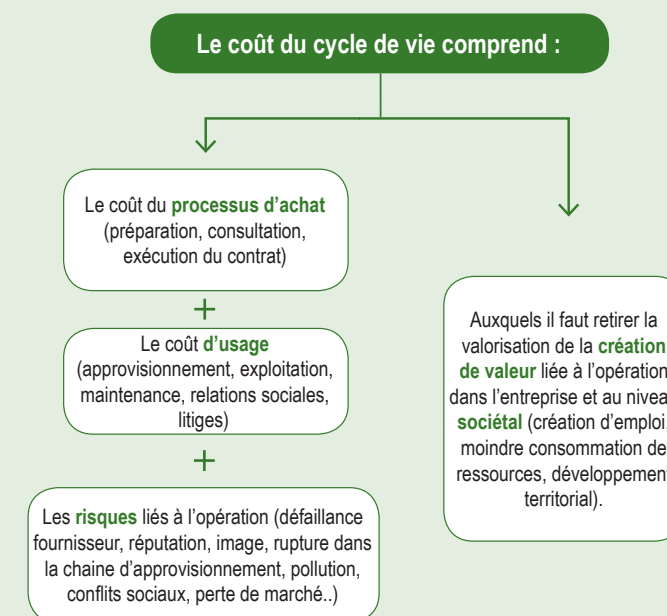 Le coût du cycle de vie comprend :
Le coût du processus d'achat
(préparation, consultation,
exécution du contrat)
+
Le coût d'usage
(approvisionnement, exploitation,
maintenance, relations sociales,
litiges)
+
Les risques liés à l'opération (défaillance
fournisseur, réputation, image, rupture dans
la chaine d'approvisionnement, pollution,
conflits sociaux, perte de marché..)
Auxquels il faut retirer la
valorisation de la création
de valeur liée à l'opération
dans l'entreprise et au niveau
sociétal (création d'emploi,
moindre consommation de
ressources, développement
territorial).